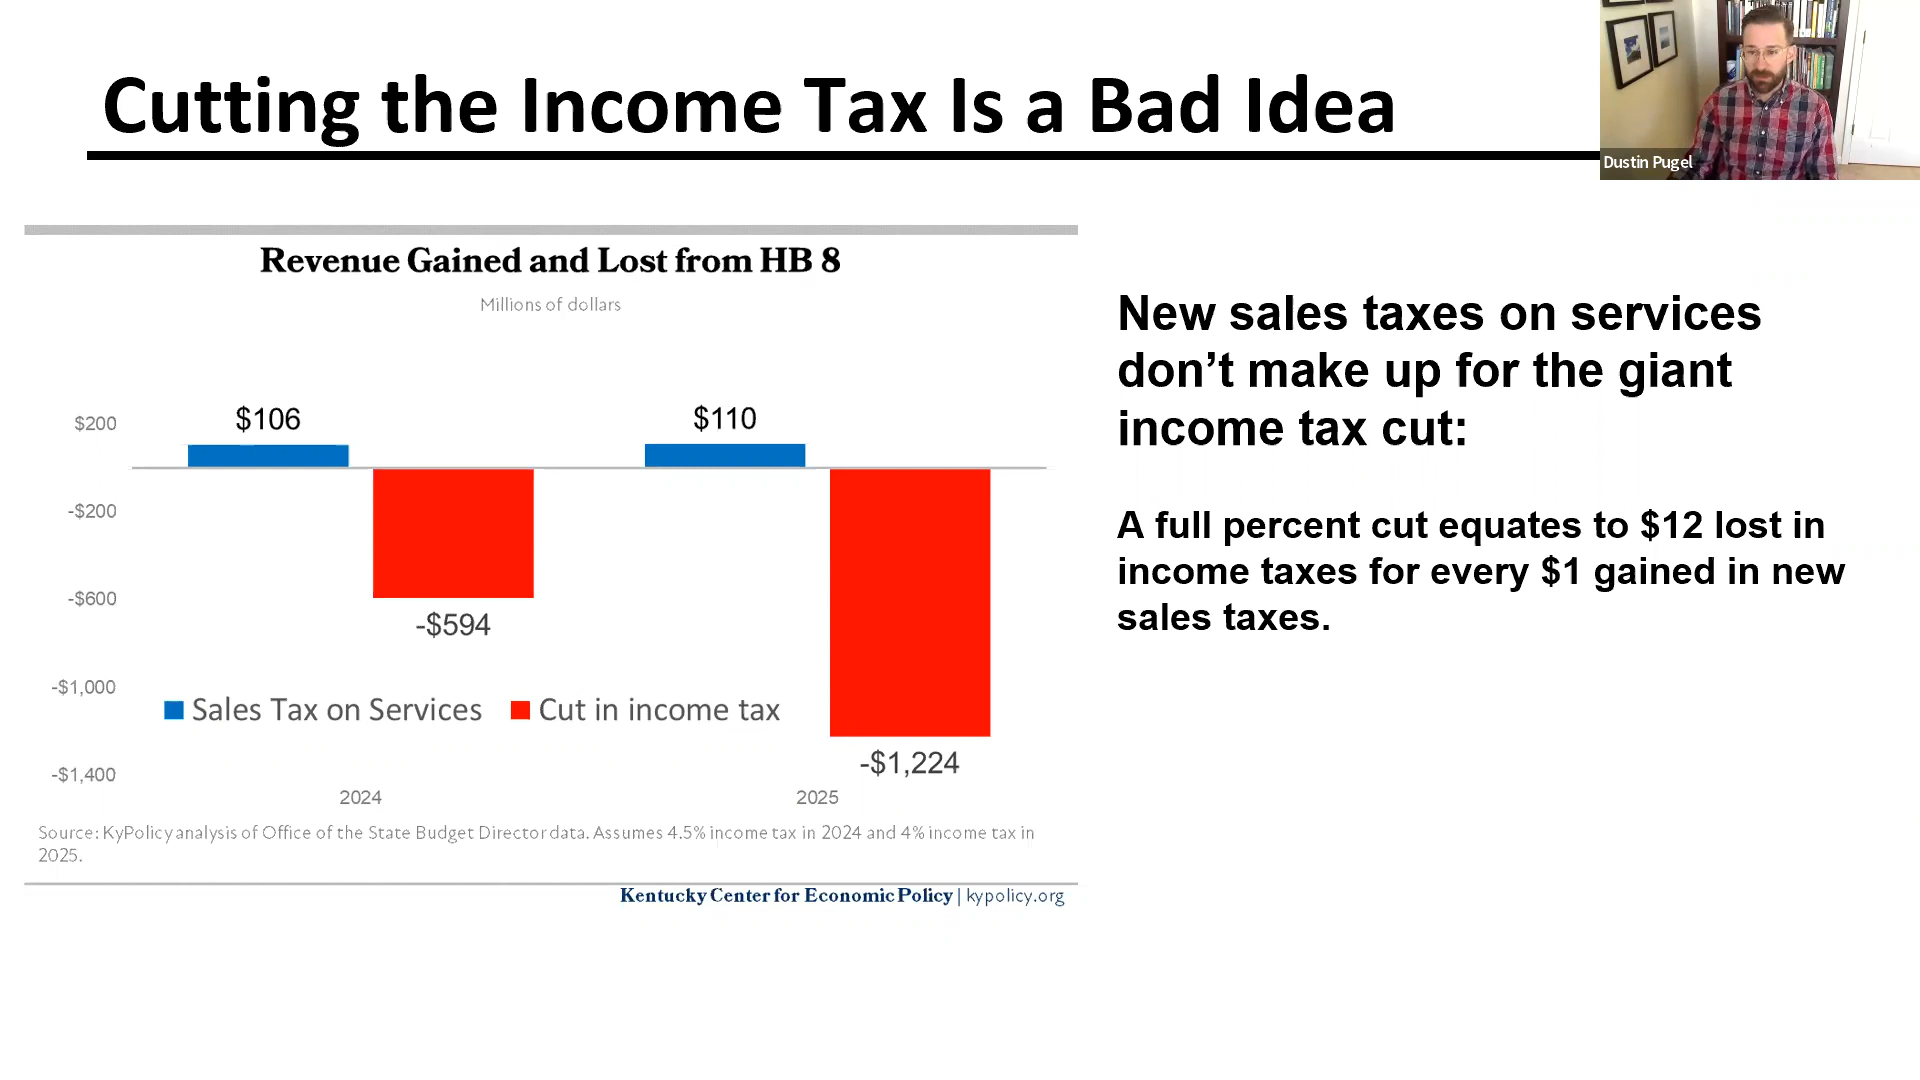 Cutting the Income Tax Is a Bad Idea
Dustin Pugel
Revenue Gained and Lost from HB 8
Millions of dollars
$200
-$200
-$600
-$1,000
-$1,400
$106
-$594
$110
-$1,224
Sales Tax on Services
Cut in income tax
2024
2025
Source: KyPolicy analysis of Office of the State Budget Director data. Assumes 4.5% income tax in 2024 and 4% income tax in
2025.
Kentucky Center for Economic Policy | kypolicy.org
New sales taxes on services
don’t make up for the giant
income tax cut:
A full percent cut equates to $12 lost in
income taxes for every $1 gained in new
sales taxes.